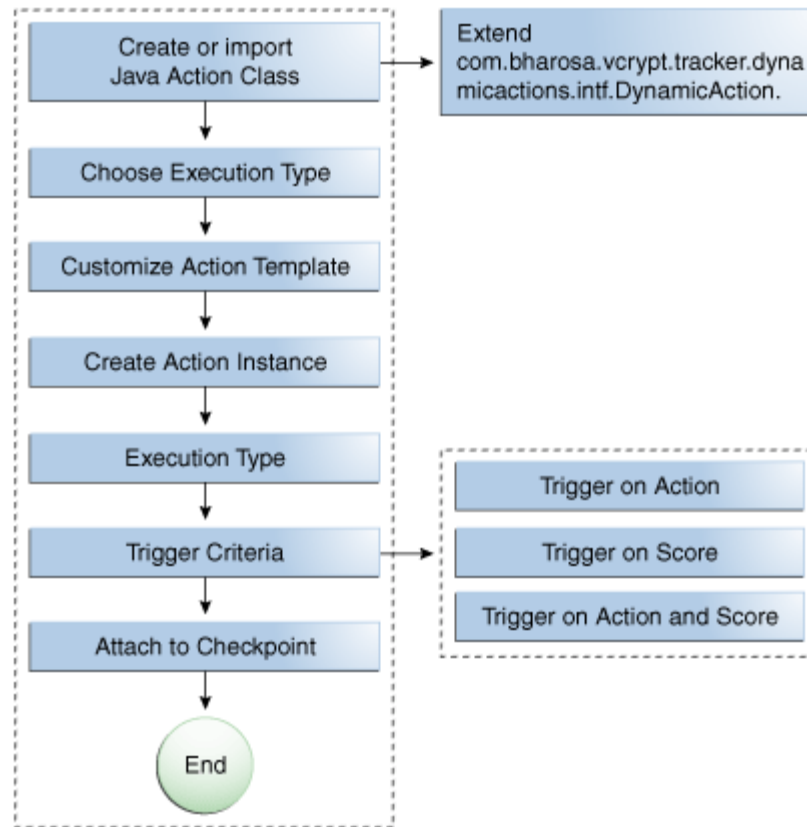 Create or import
Java Action Class
Extend
com.bharosa.vcrypt.tracker.dyna
micactions.intf.DynamicAction.
Choose Execution Type
Customize Action Template
Create Action Instance
Execution Type
Trigger Criteria
Trigger on Action
Trigger on Score
Trigger on Action and Score
Attach to Checkpoint
End